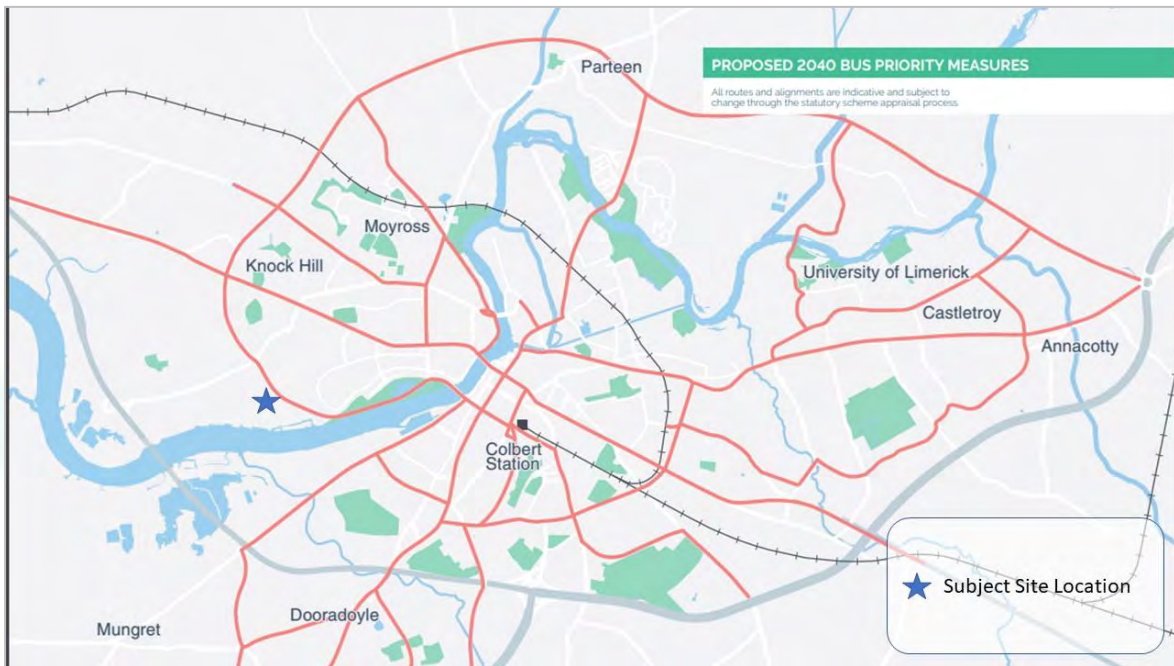 Parteen
PROPOSED 2040 BUS PRIORITY MEASURES
All routes and alignments are indicative and subject to
change through the statutory scheme appraisal process
Moyross
Knock Hill
University of Limerick
Castletroy
Annacotty
Colbert
Station
Subject Site Location
Dooradoyle
Mungret